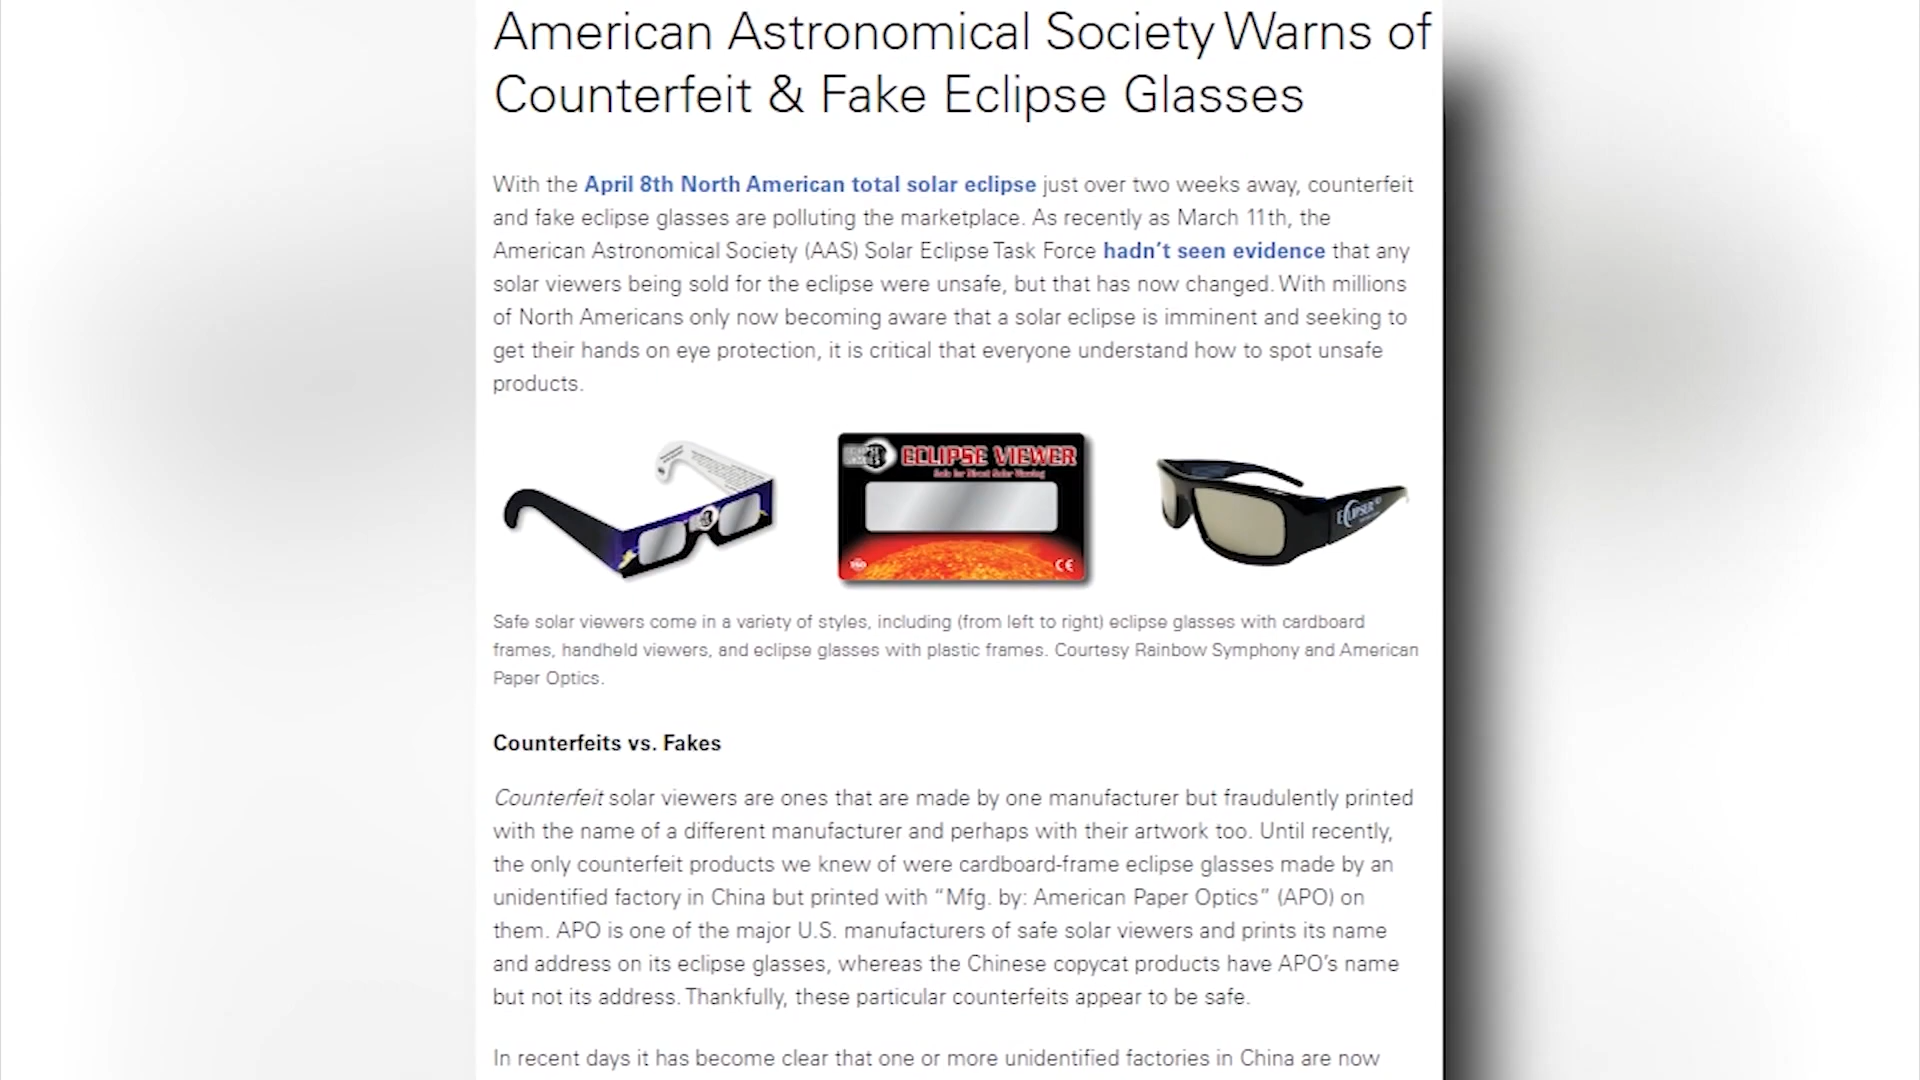 American Astronomical Society Warns of
Counterfeit & Fake Eclipse Glasses
With the April 8th North American total solar eclipse just over two weeks away, counterfeit
and fake eclipse glasses are polluting the marketplace. As recently as March 11th, the
American Astronomical Society (AAS) Solar Eclipse Task Force hadn't seen evidence that any
solar viewers being sold for the eclipse were unsafe, but that has now changed. With millions
of North Americans only now becoming aware that a solar eclipse is imminent and seeking to
get their hands on eye protection, it is critical that everyone understand how to spot unsafe
products.
ECLIPSE VIEWER
Safe for Direct Solar Viewing
ECLIPSER
CE
Safe solar viewers come in a variety of styles, including (from left to right) eclipse glasses with cardboard
frames, handheld viewers, and eclipse glasses with plastic frames. Courtesy Rainbow Symphony and American
Paper Optics.
Counterfeits vs. Fakes
Counterfeit solar viewers are ones that are made by one manufacturer but fraudulently printed
with the name of a different manufacturer and perhaps with their artwork too. Until recently,
the only counterfeit products we knew of were cardboard-frame eclipse glasses made by an
unidentified factory in China but printed with “Mfg. by: American Paper Optics” (APO) on
them. APO is one of the major U.S. manufacturers of safe solar viewers and prints its name
and address on its eclipse glasses, whereas the Chinese copycat products have APO's name
but not its address. Thankfully, these particular counterfeits appear to be safe.
In recent days it has become clear that one or more unidentified factories in China are now